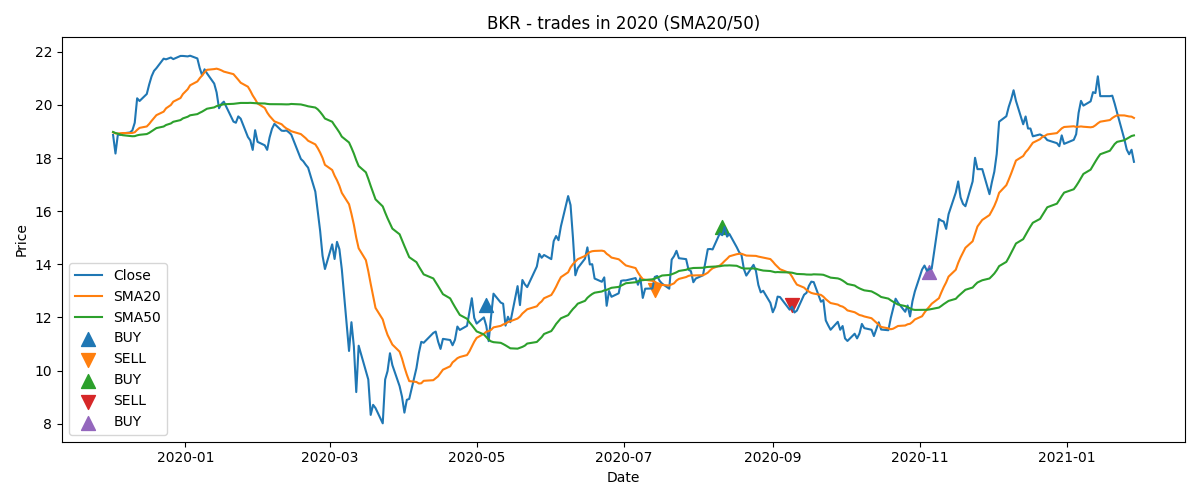 BKR - trades in 2020 (SMA20/50)
Price
22
20
18
16
14
12
10
8
Close
SMA20
SMA50
BUY
SELL
BUY
SELL
BUY
2020-01
2020-03
2020-05
2020-07
2020-09
2020-11
2021-01
Date